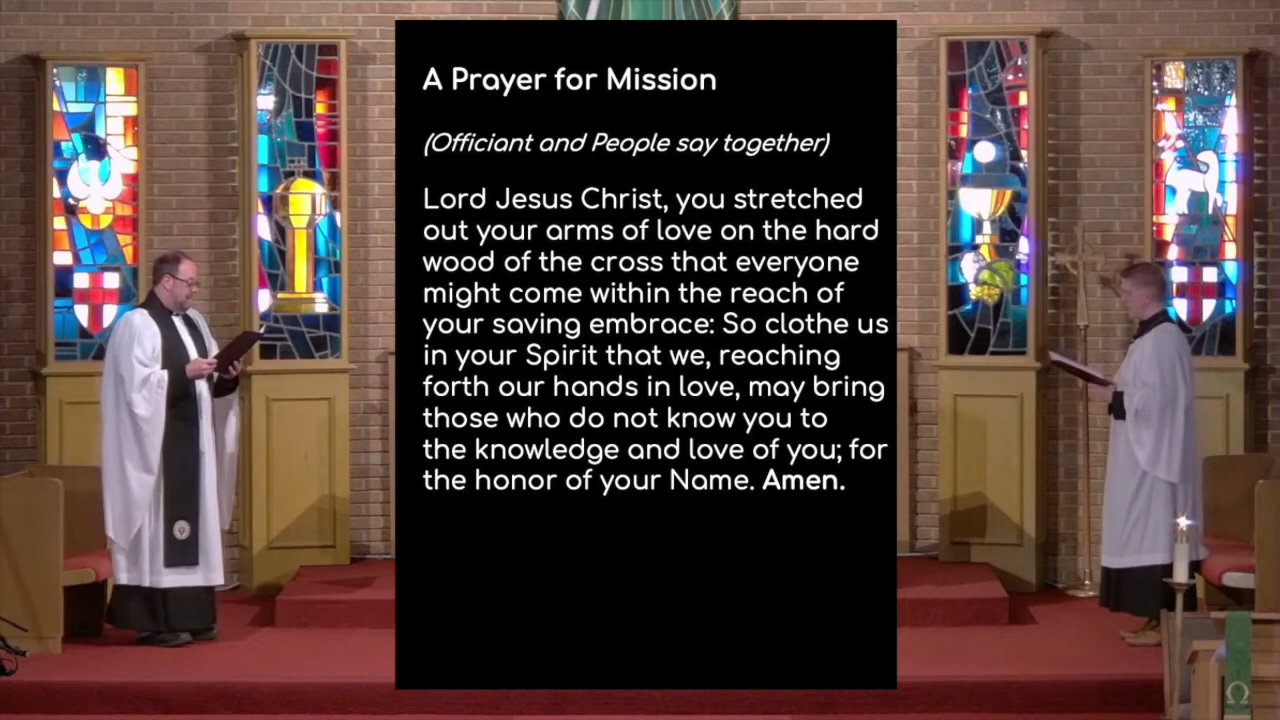 A Prayer for Mission
(Officiant and People say together)
Lord Jesus Christ, you stretched
out your arms of love on the hard
wood of the cross that everyone
might come within the reach of
your saving embrace: So clothe us
in your Spirit that we, reaching
forth our hands in love, may bring
those who do not know you to
the knowledge and love of you; for
the honor of your Name. Amen.
Ω